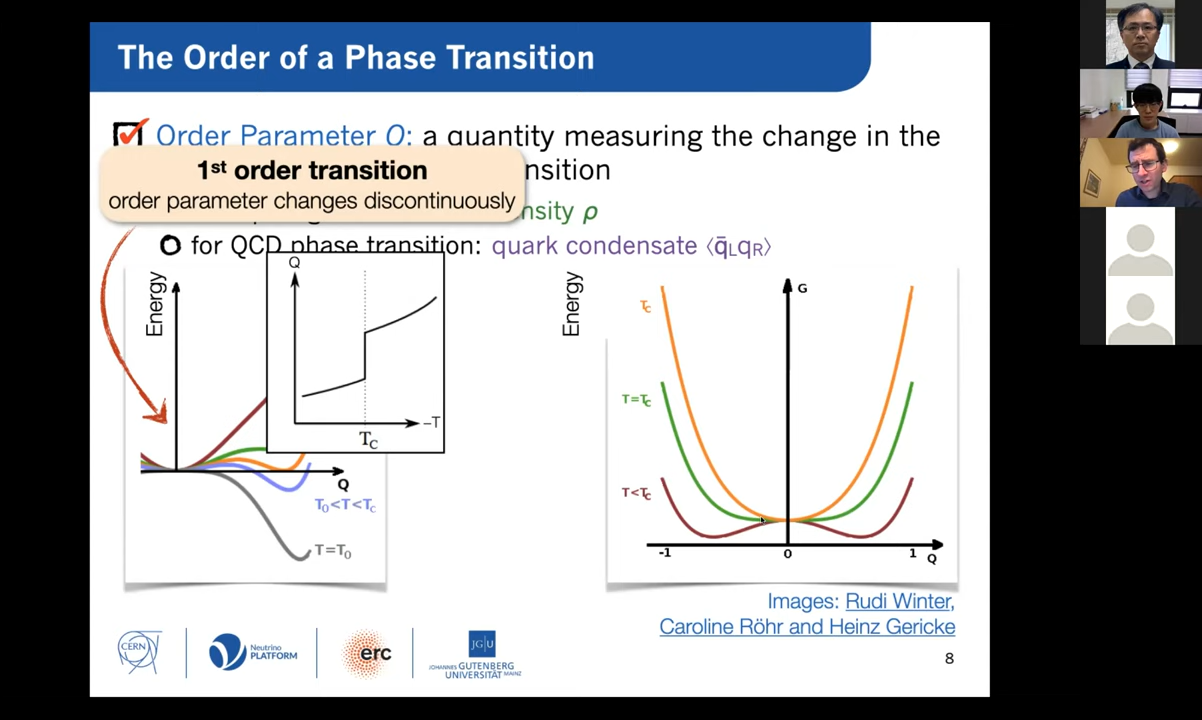 The Order of a Phase Transition
Order Parameter O: a quantity measuring the change in the
1st order transition
nsition
order parameter changes discontinuously
nsity ρ
for QCD phase transition: quark condensate ⟨q̄LqR⟩
Energy
Q
–T
TC
Q
T₀<T<Tc
T=T₀
Energy
G
Tc
T=Tc
T<Tc
-1
0
1
Q
Images: Rudi Winter,
Caroline Röhr and Heinz Gericke
CERN
Neutrino
PLATFORM
erc
JG|U
JOHANNES GUTENBERG
UNIVERSITÄT MAINZ
8